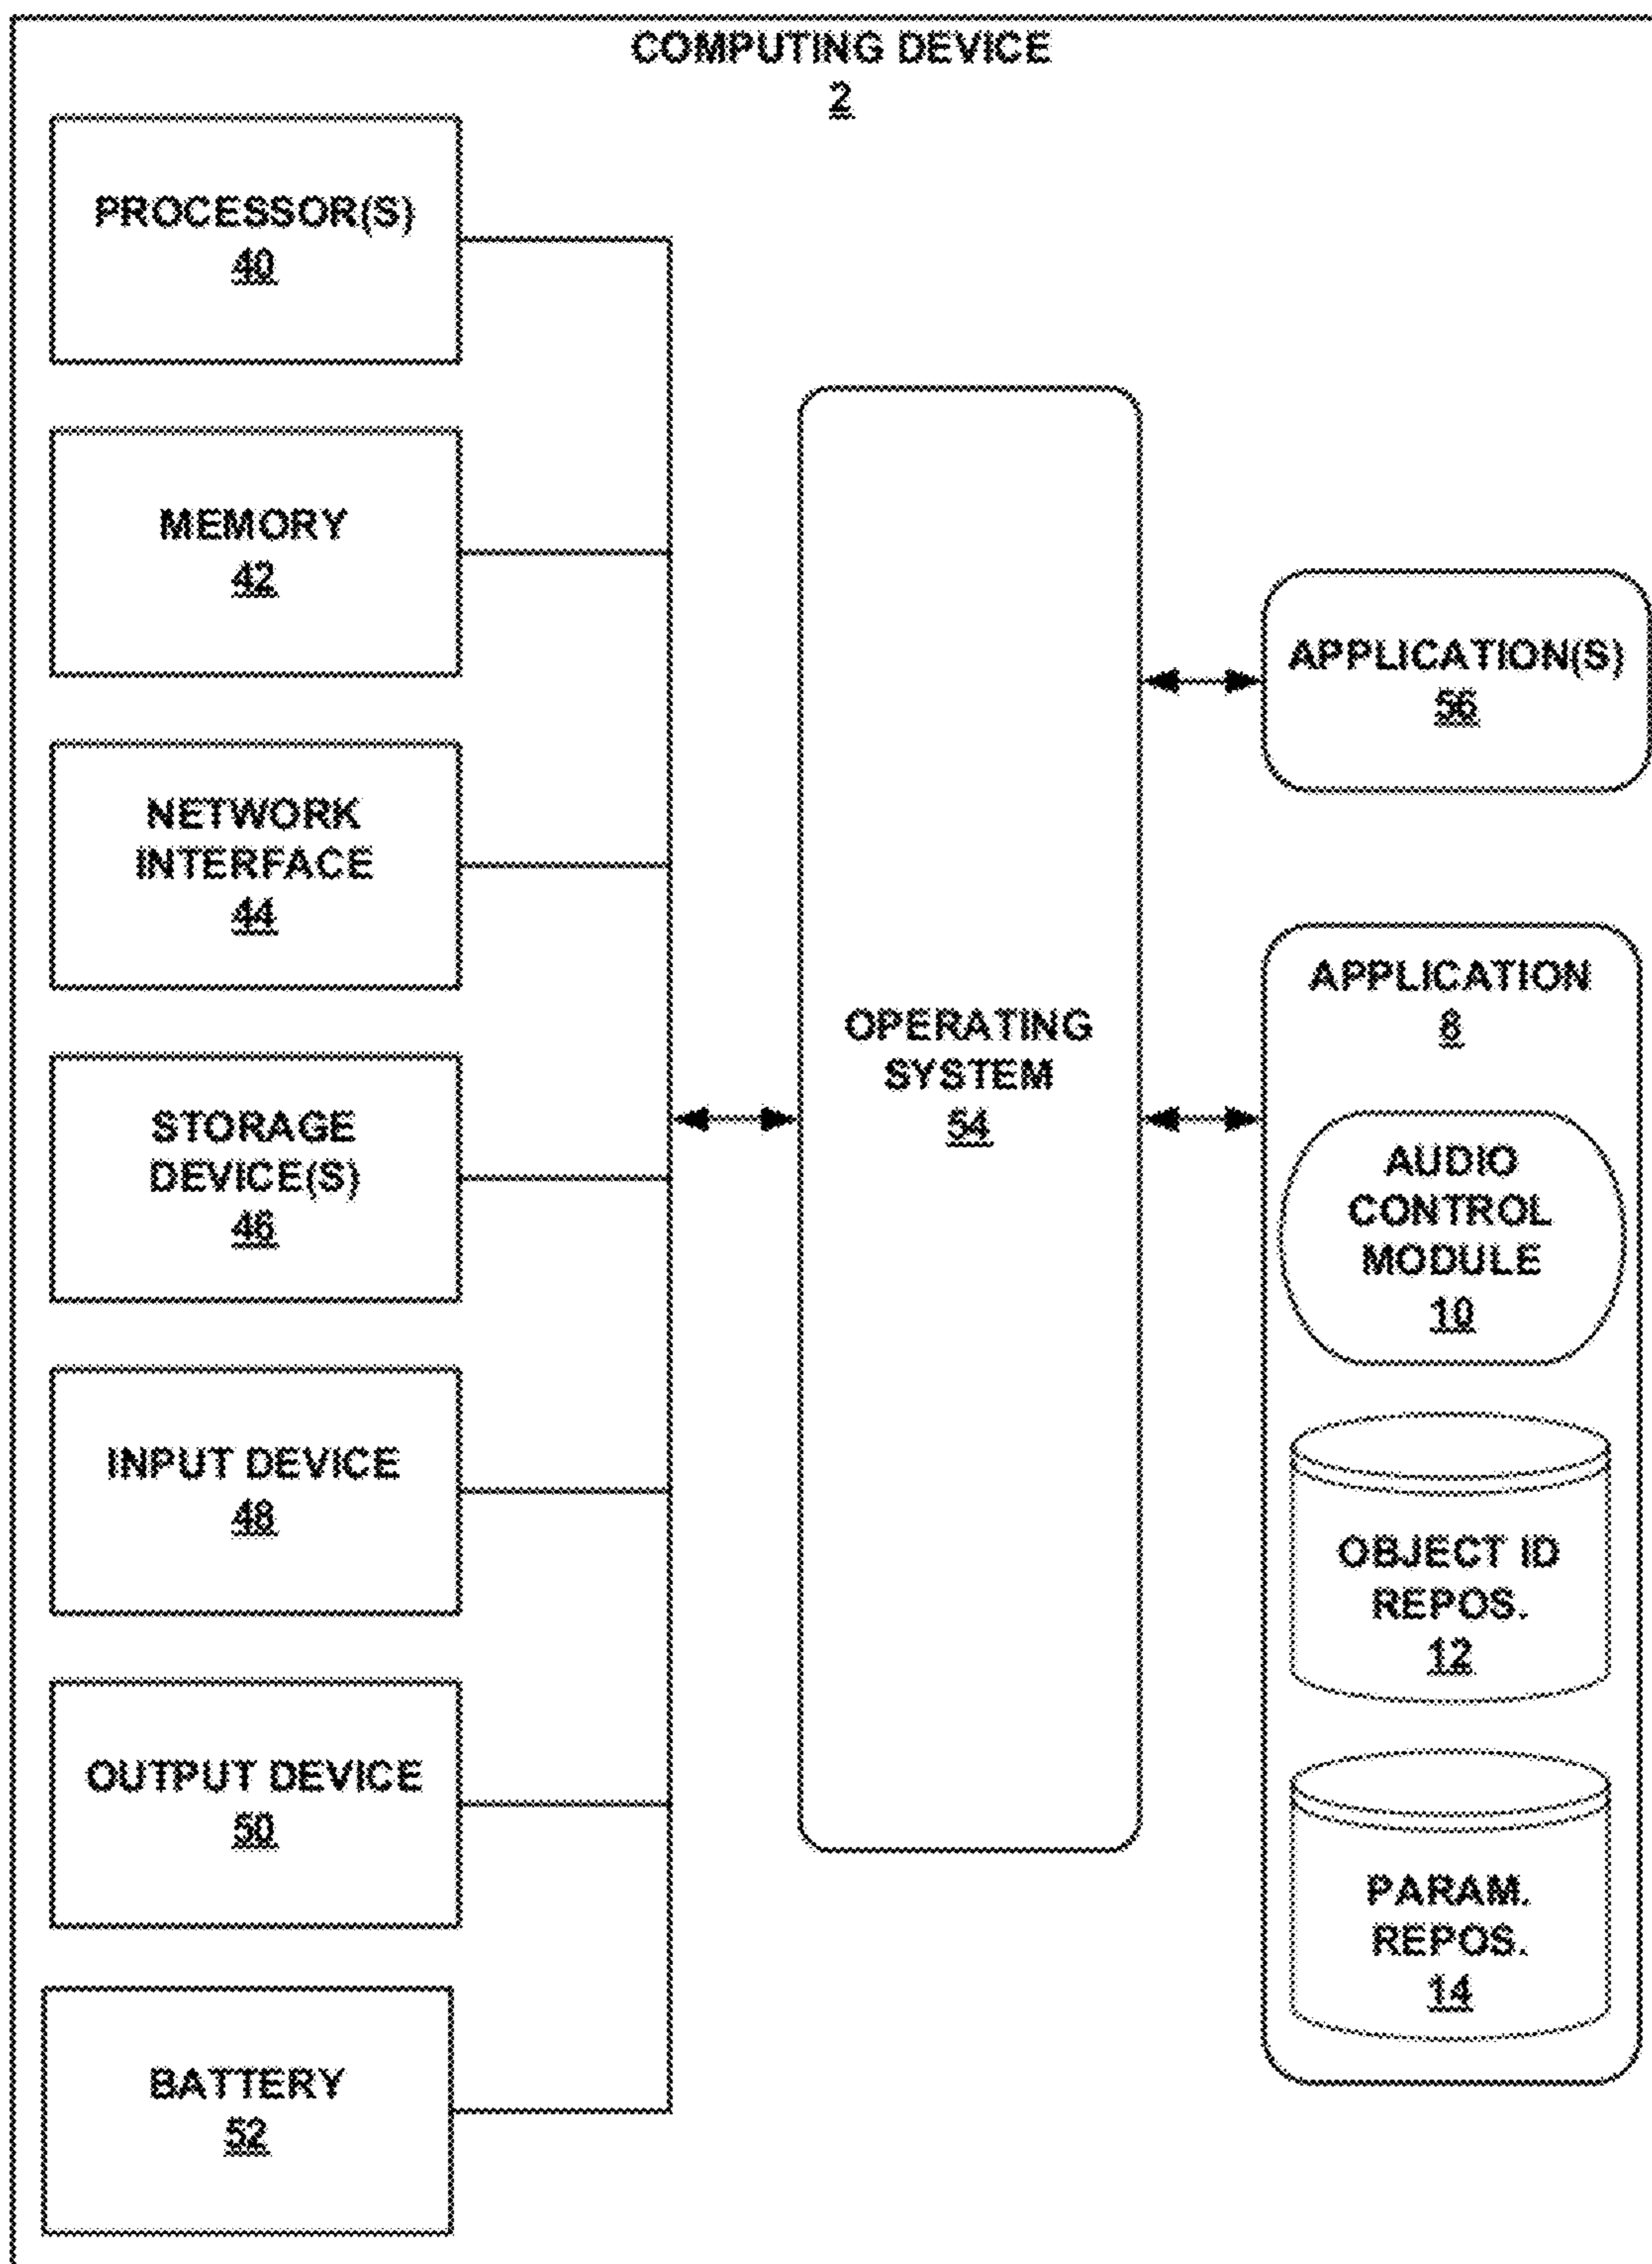 COMPUTING DEVICE
2
PROCESSOR(S)
40
MEMORY
42
NETWORK
INTERFACE
44
STORAGE
DEVICE(S)
46
INPUT DEVICE
48
OUTPUT DEVICE
50
BATTERY
52
OPERATING
SYSTEM
54
APPLICATION(S)
56
APPLICATION
8
AUDIO
CONTROL
MODULE
10
OBJECT ID
REPOS.
12
PARAM.
REPOS.
14